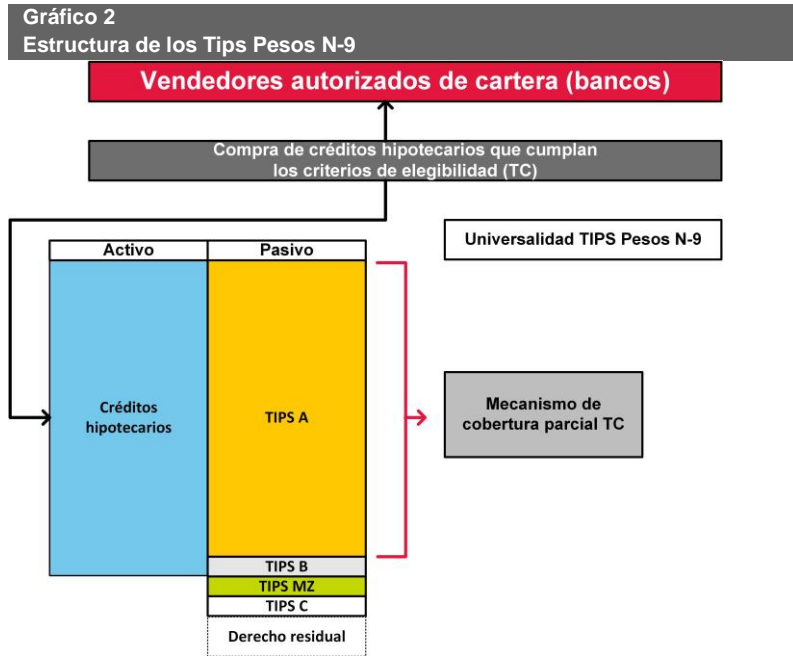 Gráfico 2
Estructura de los Tips Pesos N-9
Vendedores autorizados de cartera (bancos)
Compra de créditos hipotecarios que cumplan
los criterios de elegibilidad (TC)
Universalidad TIPS Pesos N-9
Activo
Pasivo
Créditos
hipotecarios
TIPS A
Mecanismo de
cobertura parcial TC
TIPS B
TIPS MZ
TIPS C
Derecho residual